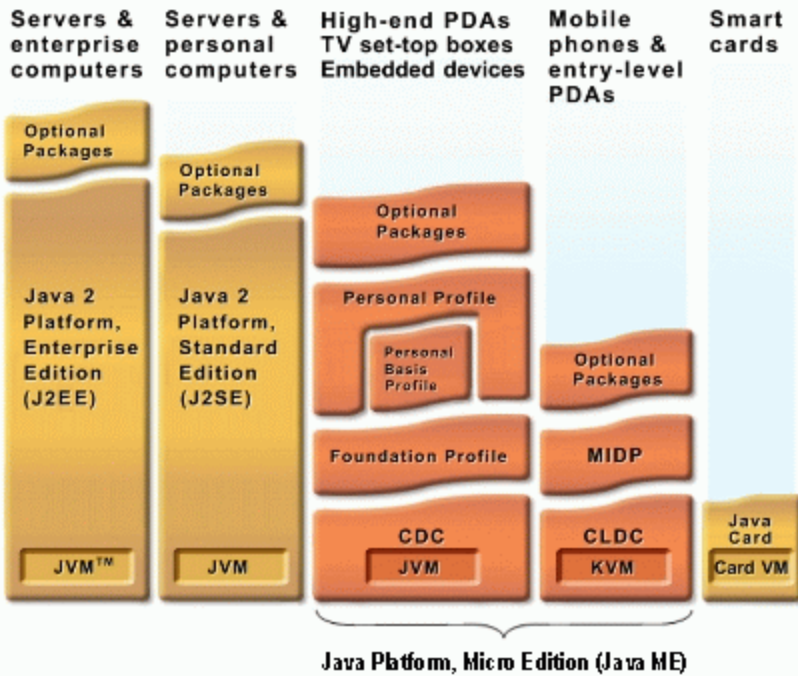 Servers &
enterprise
computers
Servers &
personal
computers
High-end PDAs
TV set-top boxes
Embedded devices
Mobile
phones &
entry-level
PDAs
Smart
cards
Optional
Packages
Java 2
Platform,
Enterprise
Edition
(J2EE)
JVM™
Optional
Packages
Java 2
Platform,
Standard
Edition
(J2SE)
JVM
Optional
Packages
Personal Profile
Personal
Basis
Profile
Foundation Profile
CDC
JVM
Optional
Packages
MIDP
CLDC
KVM
Java
Card
Card VM
Java Platform, Micro Edition (Java ME)